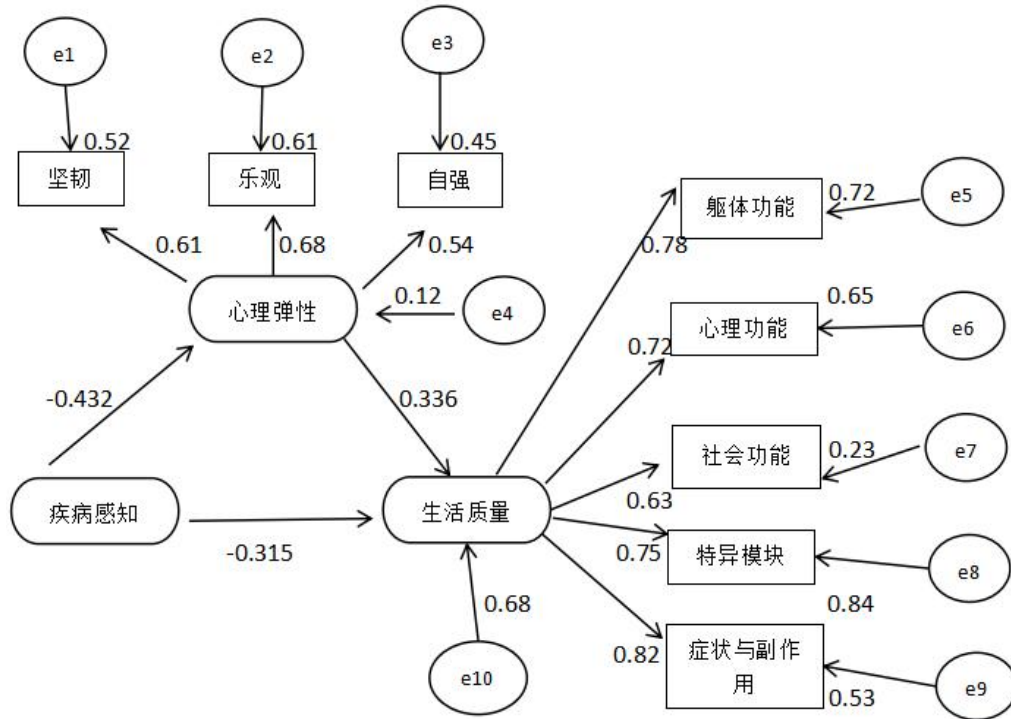 e1
e2
e3
0.52
0.61
0.45
坚韧
乐观
自强
0.61
0.68
0.54
心理弹性
0.12
e4
-0.432
0.336
疾病感知
-0.315
生活质量
0.68
e10
躯体功能
0.72
e5
0.78
心理功能
0.65
e6
0.72
社会功能
0.23
e7
0.63
特异模块
e8
0.75
0.84
症状与副作
用
0.82
0.53
e9